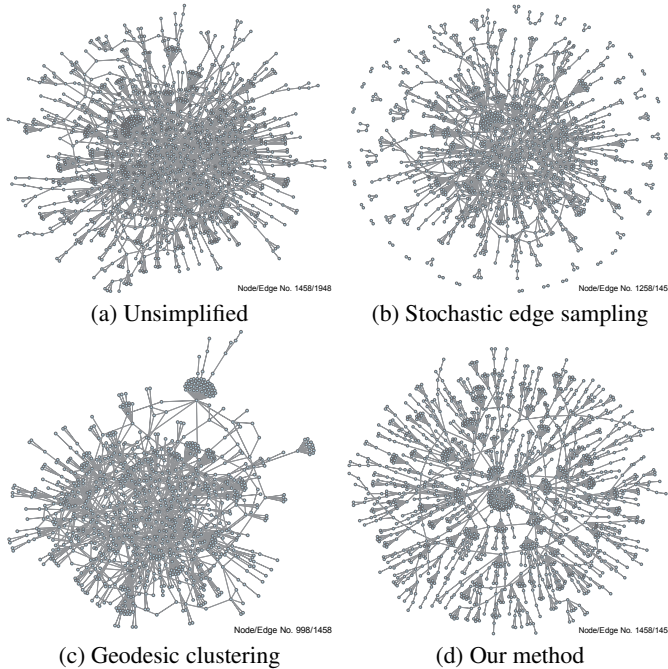 Node/Edge No. 1458/1948
(a) Unsimplified
Node/Edge No. 1258/145
(b) Stochastic edge sampling
Node/Edge No. 998/1458
(c) Geodesic clustering
Node/Edge No. 1458/145
(d) Our method